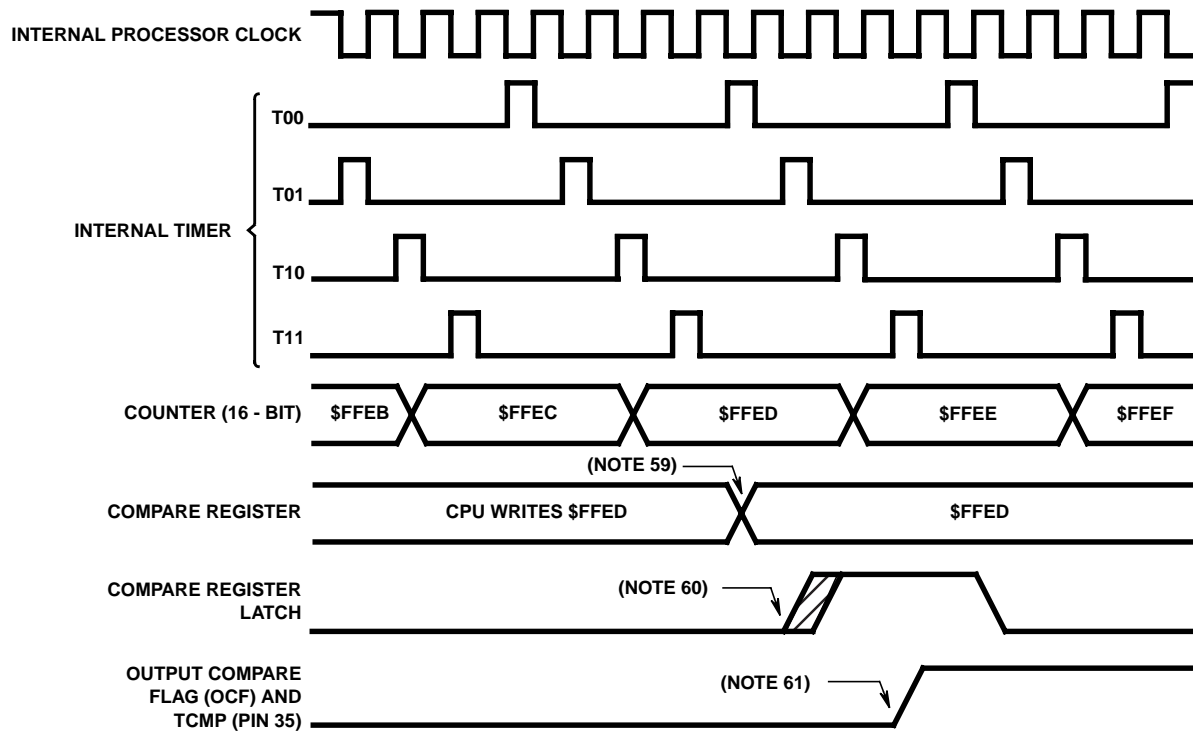 INTERNAL PROCESSOR CLOCK
T00
T01
INTERNAL TIMER
T10
T11
COUNTER (16 - BIT)
$FFEB
$FFEC
$FFED
$FFEE
$FFEF
(NOTE 59)
COMPARE REGISTER
CPU WRITES $FFED
$FFED
COMPARE REGISTER
LATCH
(NOTE 60)
OUTPUT COMPARE
FLAG (OCF) AND
TCMP (PIN 35)
(NOTE 61)